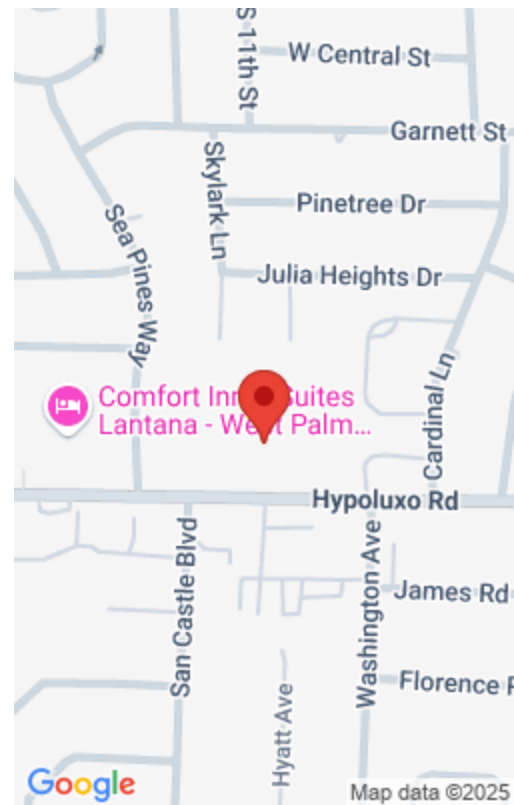 S 11th St
W Central St
Garnett St
Skylark Ln
Pinetree Dr
Sea Pines Way
Julia Heights Dr
Comfort Inn Suites
Lantana - West Palm...
Cardinal Ln
Hypoluxo Rd
San Castle Blvd
Washington Ave
James Rd
Florence
Hyatt Ave
Google
Map data ©2025